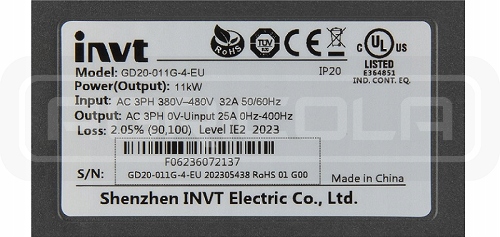 invt
RoHS
TÜV
CE
c UL US
LISTED
E364851
IND. CONT. EQ.
Model: GD20-011G-4-EU IP20
Power(Output): 11kW
Input: AC 3PH 380V-480V 32A 50/60Hz
Output: AC 3PH 0V-Uinput 25A 0Hz-400Hz
Loss: 2.05% (90,100) Level IE2 2023
F06236072137
S/N: GD20-011G-4-EU 202305438 RoHS 01 G00
Made in China
Shenzhen INVT Electric Co., Ltd.